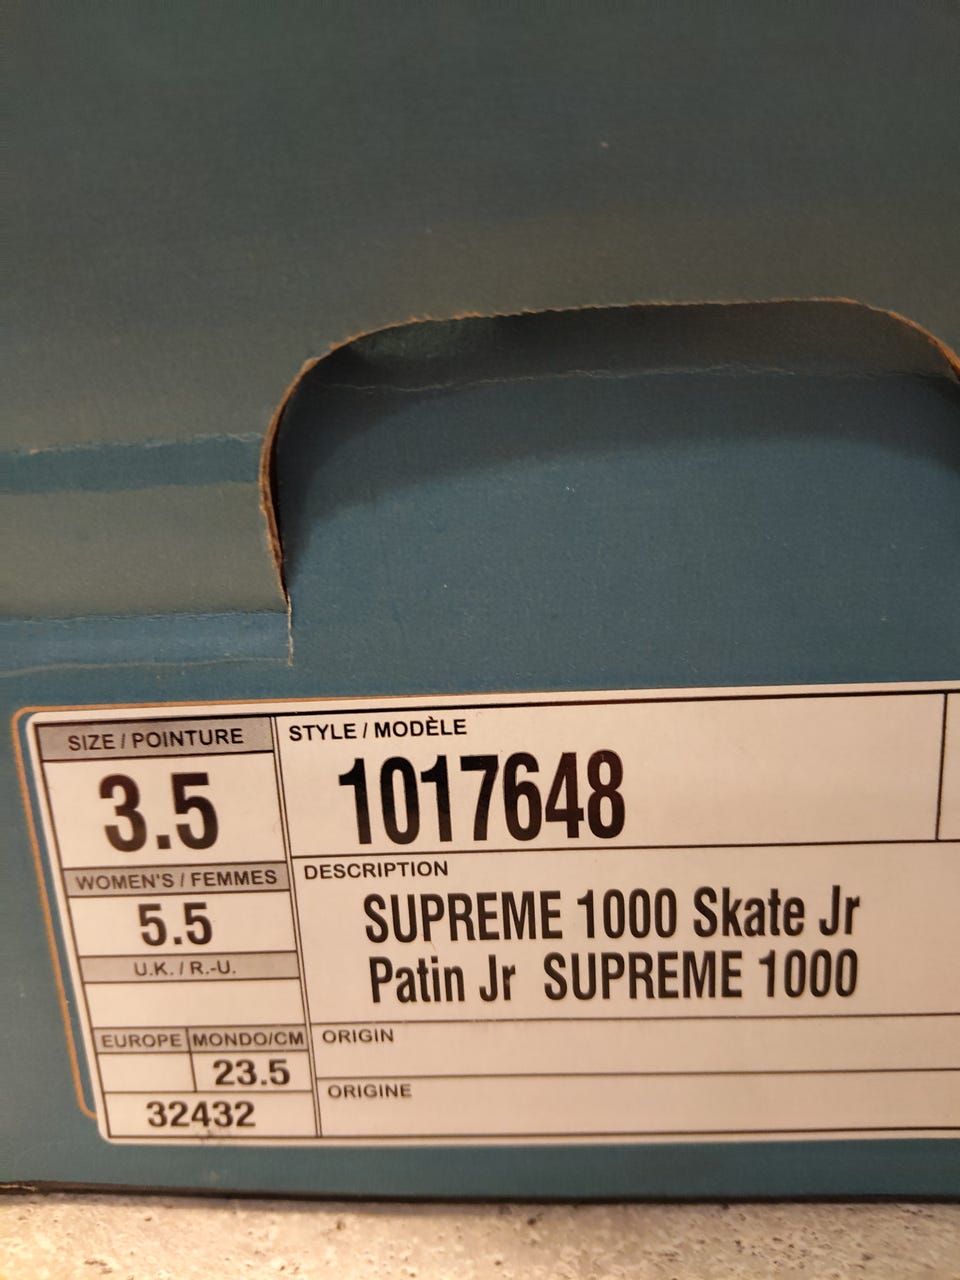 SIZE / POINTURE
3.5
WOMEN'S / FEMMES
5.5
U.K. / R.-U.
EUROPE
MONDO/CM
23.5
32432
STYLE / MODÈLE
1017648
DESCRIPTION
SUPREME 1000 Skate Jr
Patin Jr SUPREME 1000
ORIGIN
ORIGINE